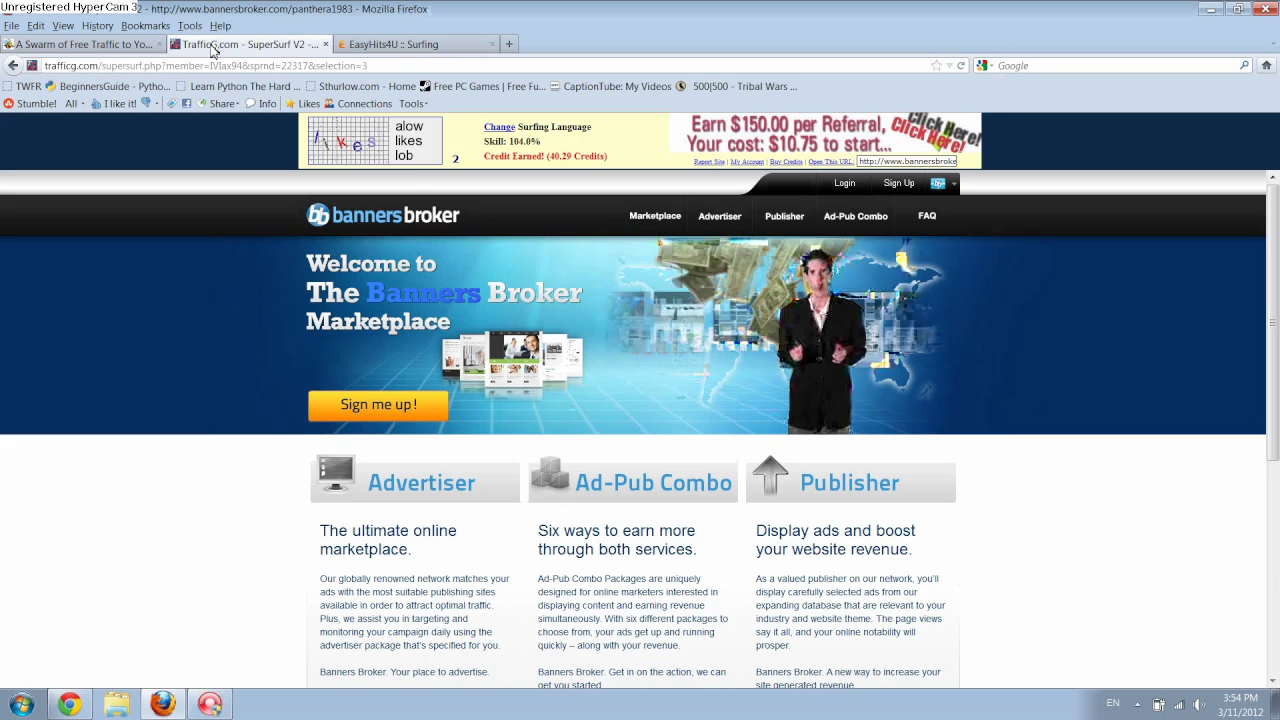 Unregistered HyperCam 3
2 - http://www.bannersbroker.com/panthera1983 - Mozilla Firefox
File Edit View History Bookmarks Tools Help
A Swarm of Free Traffic to Yo... TrafficG.com - SuperSurf V2 -... EasyHits4U :: Surfing
trafficg.com/supersurf.php?member=IVIax94&sprnd=22317&selection=3 Google
TWFR BeginnersGuide - Pytho... Learn Python The Hard ... Sthurlow.com - Home Free PC Games | Free Fu... CaptionTube: My Videos 500|500 - Tribal Wars ...
Stumble! All I like it! Share Info Likes Connections Tools
likes
alow
likes
lob
2
Change Surfing Language
Skill: 104.0%
Credit Earned! (40.29 Credits)
Earn $150.00 per Referral,
Your cost: $10.75 to start...
Click Here!
Click Here!
Report Site | My Account | Buy Credits | Open This URL: http://www.bannersbroke
Login Sign Up
bb bannersbroker
Marketplace Advertiser Publisher Ad-Pub Combo FAQ
Welcome to
The Banners Broker
Marketplace
Sign me up!
Advertiser
The ultimate online
marketplace.
Our globally renowned network matches your
ads with the most suitable publishing sites
available in order to attract optimal traffic.
Plus, we assist you in targeting and
monitoring your campaign daily using the
advertiser package that's specified for you.
Banners Broker. Your place to advertise.
Ad-Pub Combo
Six ways to earn more
through both services.
Ad-Pub Combo Packages are uniquely
designed for online marketers interested in
displaying content and earning revenue
simultaneously. With six different packages to
choose from, your ads get up and running
quickly – along with your revenue.
Banners Broker. Get in on the action, we can
get you started.
Publisher
Display ads and boost
your website revenue.
As a valued publisher on our network, you'll
display carefully selected ads from our
expanding database that are relevant to your
industry and website theme. The page views
say it all, and your online notability will
prosper.
Banners Broker. A new way to increase your
site generated revenue.
EN
3:54 PM
3/11/2012